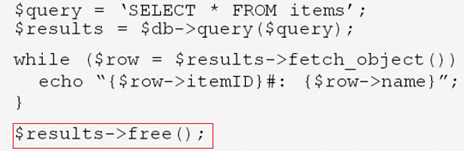 $query = ‘SELECT * FROM items’;
$results = $db->query($query);
while ($row = $results->fetch_object())
echo “{$row->itemID}#: {$row->name}”;
}
$results->free();